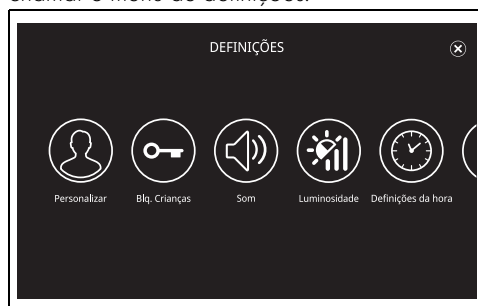 chamar o menu de definições.
DEFINIÇÕES
Personalizar
Blq. Crianças
Som
Luminosidade
Definições da hora